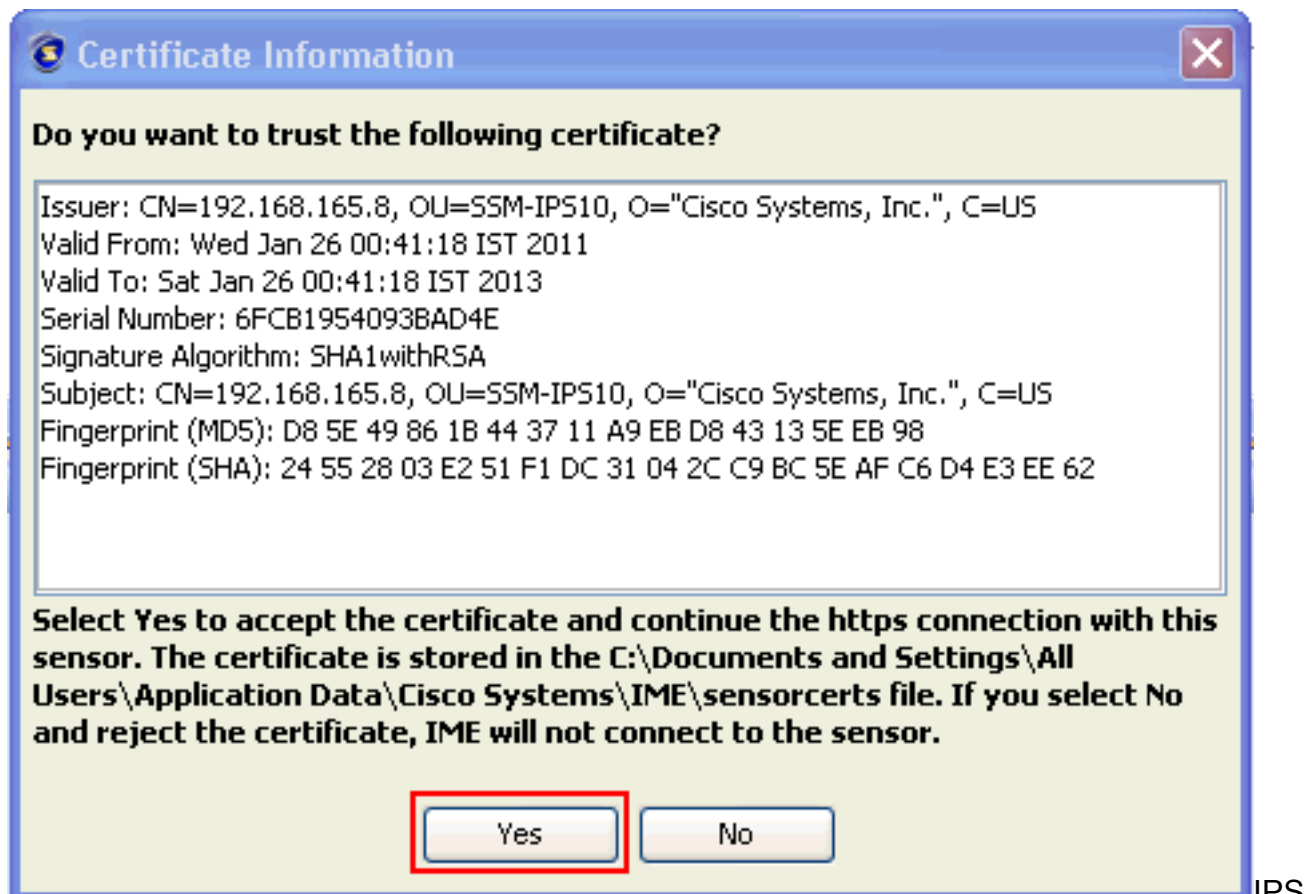 Certificate Information
Do you want to trust the following certificate?
Issuer: CN=192.168.165.8, OU=SSM-IPS10, O="Cisco Systems, Inc.", C=US
Valid From: Wed Jan 26 00:41:18 IST 2011
Valid To: Sat Jan 26 00:41:18 IST 2013
Serial Number: 6FCB1954093BAD4E
Signature Algorithm: SHA1withRSA
Subject: CN=192.168.165.8, OU=SSM-IPS10, O="Cisco Systems, Inc.", C=US
Fingerprint (MD5): D8 5E 49 86 1B 44 37 11 A9 EB D8 43 13 5E EB 98
Fingerprint (SHA): 24 55 28 03 E2 51 F1 DC 31 04 2C C9 BC 5E AF C6 D4 E3 EE 62
Select Yes to accept the certificate and continue the https connection with this
sensor. The certificate is stored in the C:\Documents and Settings\All
Users\Application Data\Cisco Systems\IME\sensorcerts file. If you select No
and reject the certificate, IME will not connect to the sensor.
Yes No
IPS